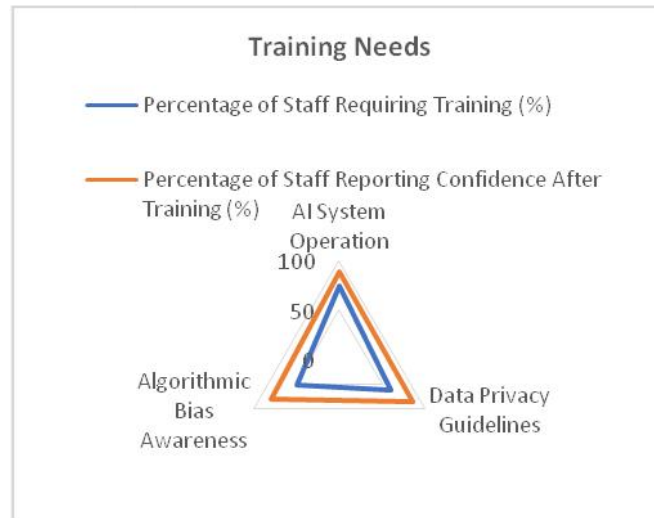 Training Needs
Percentage of Staff Requiring Training (%)
Percentage of Staff Reporting Confidence After
Training (%)
AI System
Operation
100
50
0
Algorithmic
Bias
Awareness
Data Privacy
Guidelines